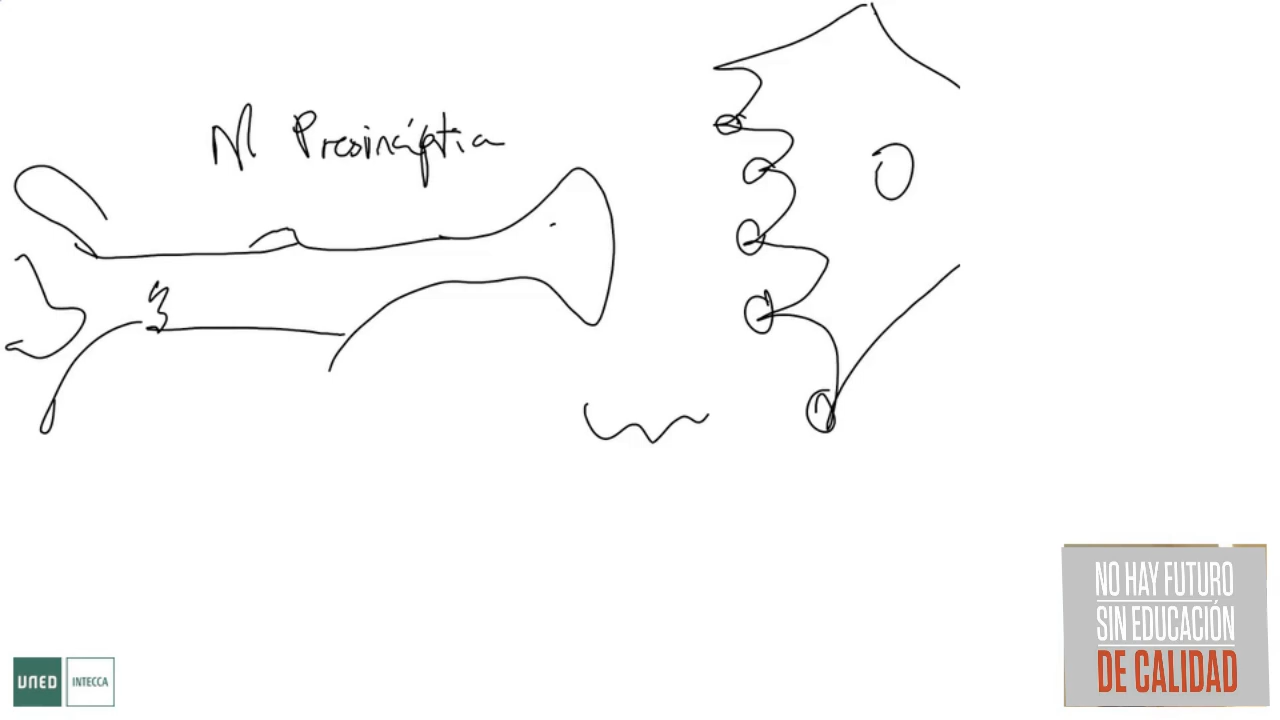 N Presináptica
NO HAY FUTURO
SIN EDUCACIÓN
DE CALIDAD
UNED
INTECCA